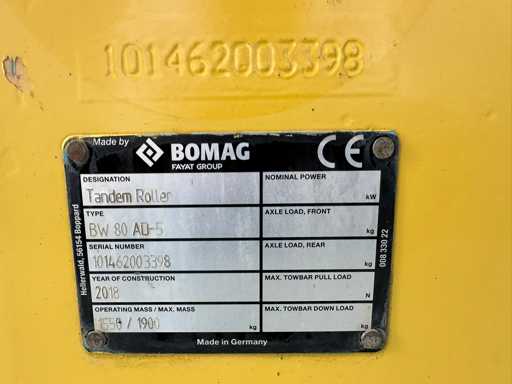 101462003398
Made by BOMAG CE
FAYAT GROUP
DESIGNATION NOMINAL POWER
Tandem Roller kW
TYPE AXLE LOAD, FRONT
BW 80 AD-5 kg
SERIAL NUMBER AXLE LOAD, REAR
101462003398 kg
YEAR OF CONSTRUCTION MAX. TOWBAR PULL LOAD
2018 N
OPERATING MASS / MAX. MASS MAX. TOWBAR DOWN LOAD
1550 / 1900 kg kg
Made in Germany
Hellerwald, 56154 Boppard
008 330 22